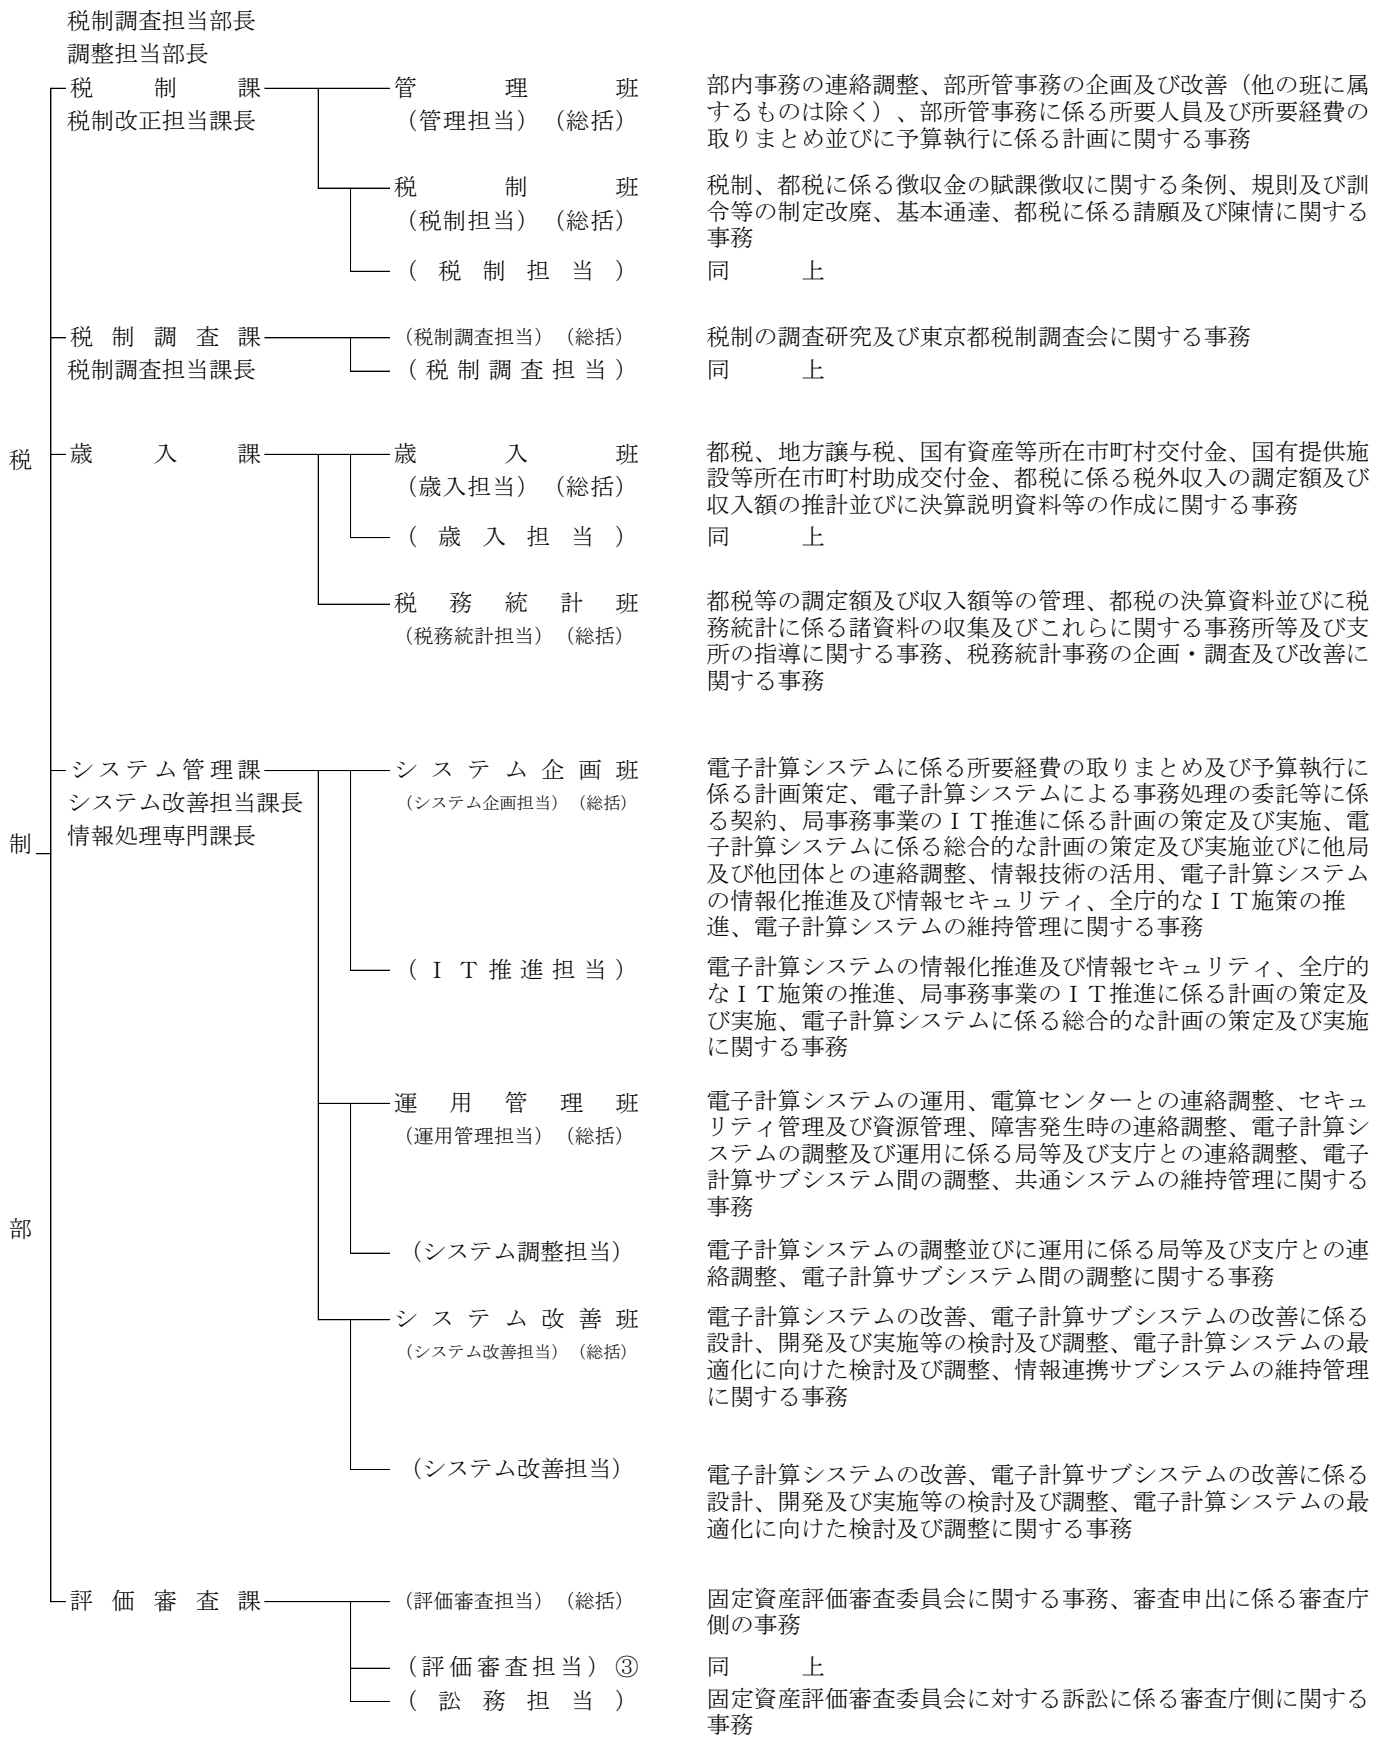 税制調査担当部長
調整担当部長
税制課 管理班 部内事務の連絡調整、部所管事務の企画及び改善（他の班に属
するものは除く）、部所管事務に係る所要人員及び所要経費の
税制改正担当課長 （管理担当）（総括）
取りまとめ並びに予算執行に係る計画に関する事務
税制班 税制、都税に係る徴収金の賦課徴収に関する条例、規則及び訓
（税制担当）（総括） 令等の制定改廃、基本通達、都税に係る請願及び陳情に関する
事務
（税制担当） 同上
税制調査課 （税制調査担当）（総括） 税制の調査研究及び東京都税制調査会に関する事務
税制調査担当課長 （税制調査担当） 同上
歳入課 歳入班 都税、地方譲与税、国有資産等所在市町村交付金、国有提供施
（歳入担当）（総括） 設等所在市町村助成交付金、都税に係る税外収入の調定額及び
収入額の推計並びに決算説明資料等の作成に関する事務
（歳入担当） 同上
税務統計班 都税等の調定額及び収入額等の管理、都税の決算資料並びに税
（税務統計担当）（総括） 務統計に係る諸資料の収集及びこれらに関する事務所等及び支
所の指導に関する事務、税務統計事務の企画・調査及び改善に
関する事務
税制部
システム管理課 システム企画班 電子計算システムに係る所要経費の取りまとめ及び予算執行に
システム改善担当課長 （システム企画担当）（総括） 係る計画策定、電子計算システムによる事務処理の委託等に係
情報処理専門課長 る契約、局事務事業のＩＴ推進に係る計画の策定及び実施、電
子計算システムに係る総合的な計画の策定及び実施並びに他局
及び他団体との連絡調整、情報技術の活用、電子計算システム
の情報化推進及び情報セキュリティ、全庁的なＩＴ施策の推
進、電子計算システムの維持管理に関する事務
（ＩＴ推進担当） 電子計算システムの情報化推進及び情報セキュリティ、全庁的
なＩＴ施策の推進、局事務事業のＩＴ推進に係る計画の策定及
び実施、電子計算システムに係る総合的な計画の策定及び実施
に関する事務
運用管理班 電子計算システムの運用、電算センターとの連絡調整、セキュ
（運用管理担当）（総括） リティ管理及び資源管理、障害発生時の連絡調整、電子計算シ
ステムの調整及び運用に係る局等及び支庁との連絡調整、電子
計算サブシステム間の調整、共通システムの維持管理に関する
事務
（システム調整担当） 電子計算システムの調整並びに運用に係る局等及び支庁との連
絡調整、電子計算サブシステム間の調整に関する事務
システム改善班 電子計算システムの改善、電子計算サブシステムの改善に係る
（システム改善担当）（総括） 設計、開発及び実施等の検討及び調整、電子計算システムの最
適化に向けた検討及び調整、情報連携サブシステムの維持管理
に関する事務
（システム改善担当） 電子計算システムの改善、電子計算サブシステムの改善に係る
設計、開発及び実施等の検討及び調整、電子計算システムの最
適化に向けた検討及び調整に関する事務
評価審査課 （評価審査担当）（総括） 固定資産評価審査委員会に関する事務、審査申出に係る審査庁
側の事務
（評価審査担当）③ 同上
（訟務担当） 固定資産評価審査委員会に対する訴訟に係る審査庁側に関する
事務